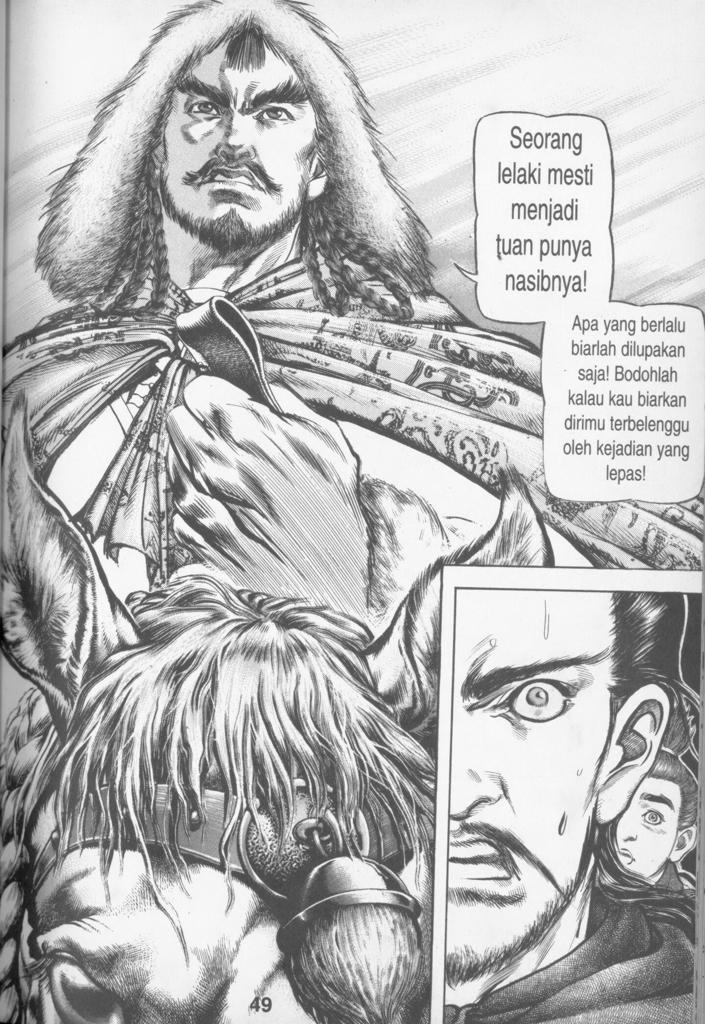 Seorang
lelaki mesti
menjadi
tuan punya
nasibnya!
Apa yang berlalu
biarlah dilupakan
saja! Bodohlah
kalau kau biarkan
dirimu terbelenggu
oleh kejadian yang
lepas!
49